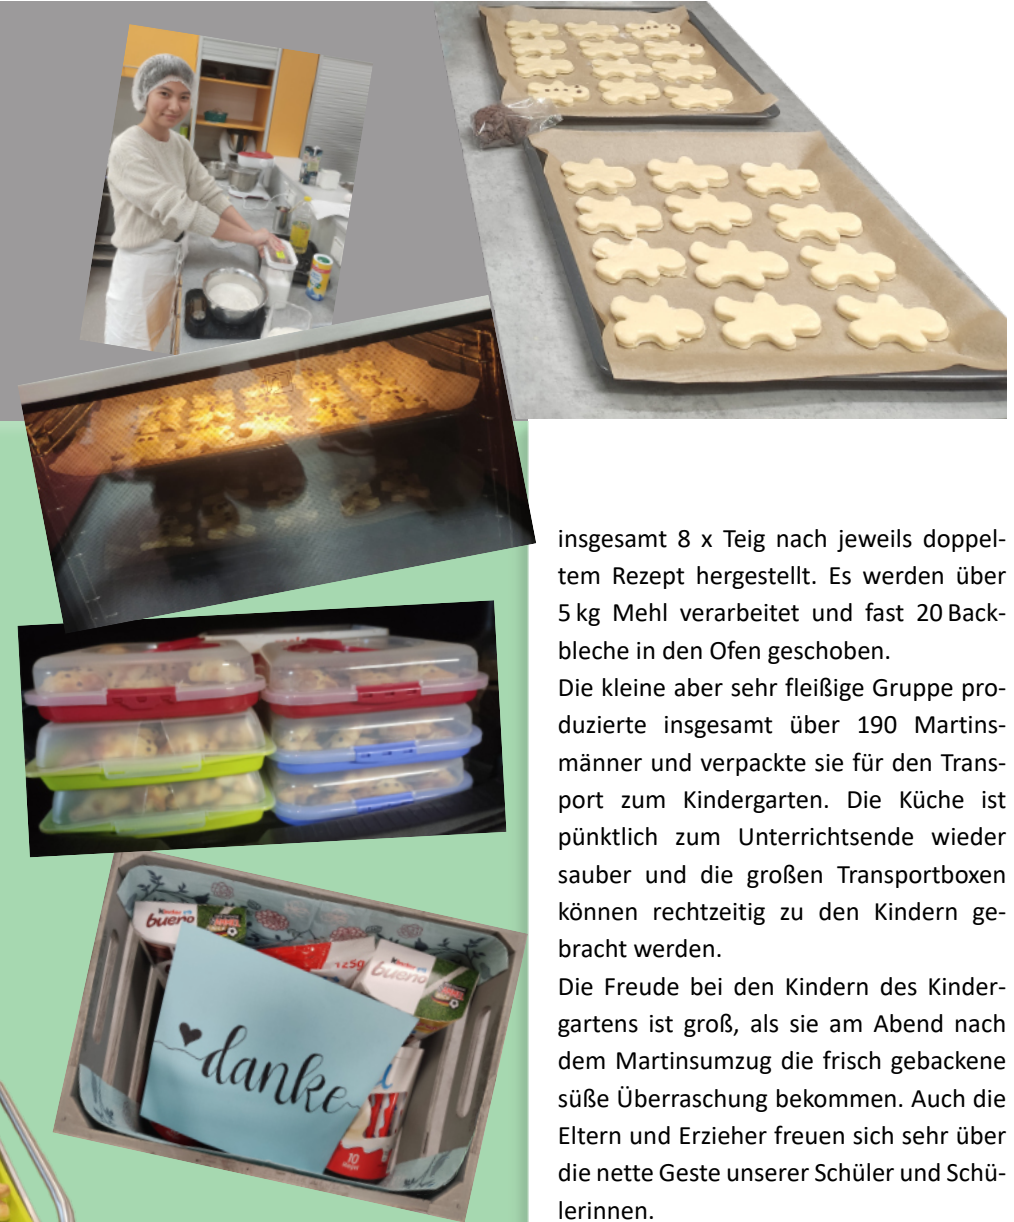 insgesamt 8 x Teig nach jeweils doppel-
tem Rezept hergestellt. Es werden über
5 kg Mehl verarbeitet und fast 20 Back-
bleche in den Ofen geschoben.
Die kleine aber sehr fleißige Gruppe pro-
duzierte insgesamt über 190 Martins-
männer und verpackte sie für den Trans-
port zum Kindergarten. Die Küche ist
pünktlich zum Unterrichtsende wieder
sauber und die großen Transportboxen
können rechtzeitig zu den Kindern ge-
bracht werden.
Die Freude bei den Kindern des Kinder-
gartens ist groß, als sie am Abend nach
dem Martinsumzug die frisch gebackene
süße Überraschung bekommen. Auch die
Eltern und Erzieher freuen sich sehr über
die nette Geste unserer Schüler und Schü-
lerinnen.
kinder
bueno
125g
kinder
bueno
danke
10